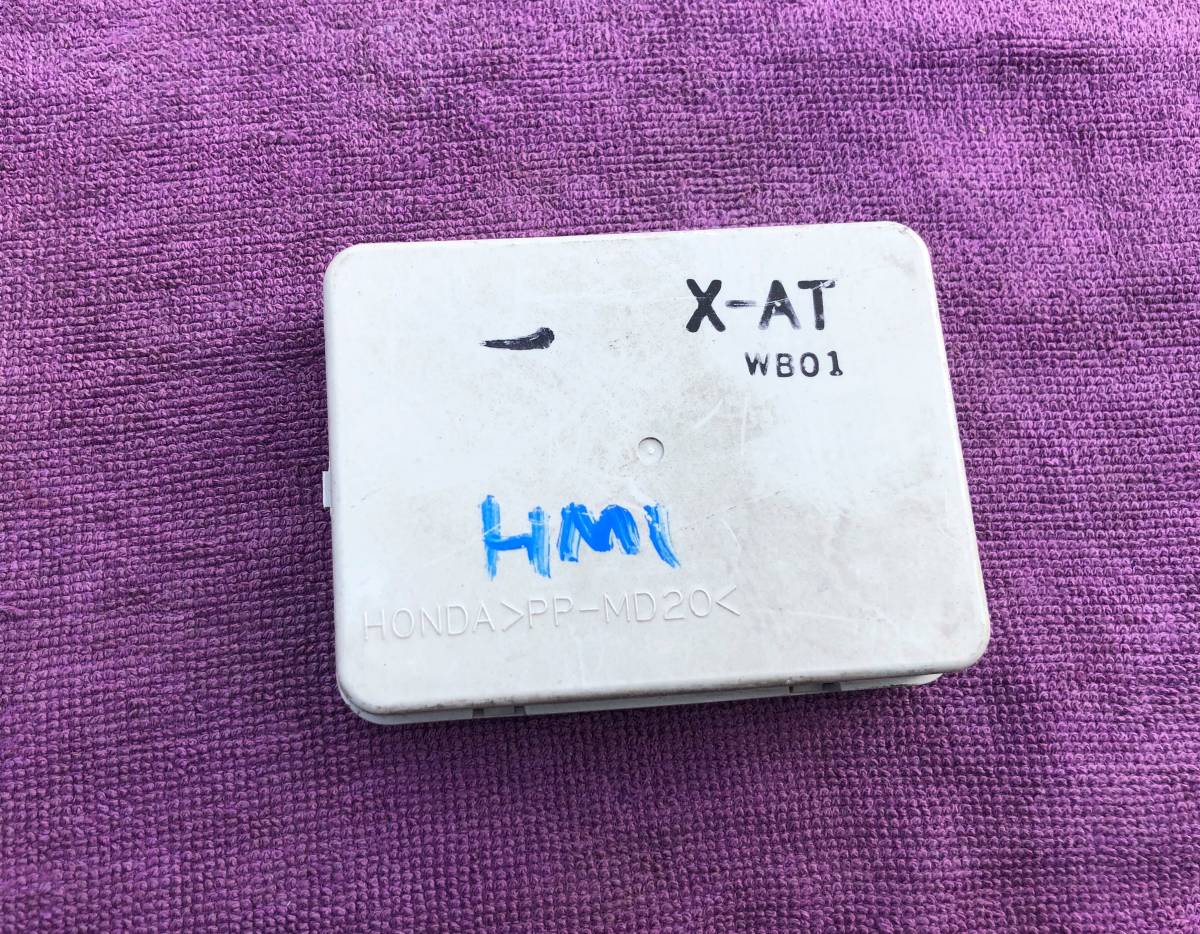 X-AT
WB01
HMI
HONDA>PP-MD20<